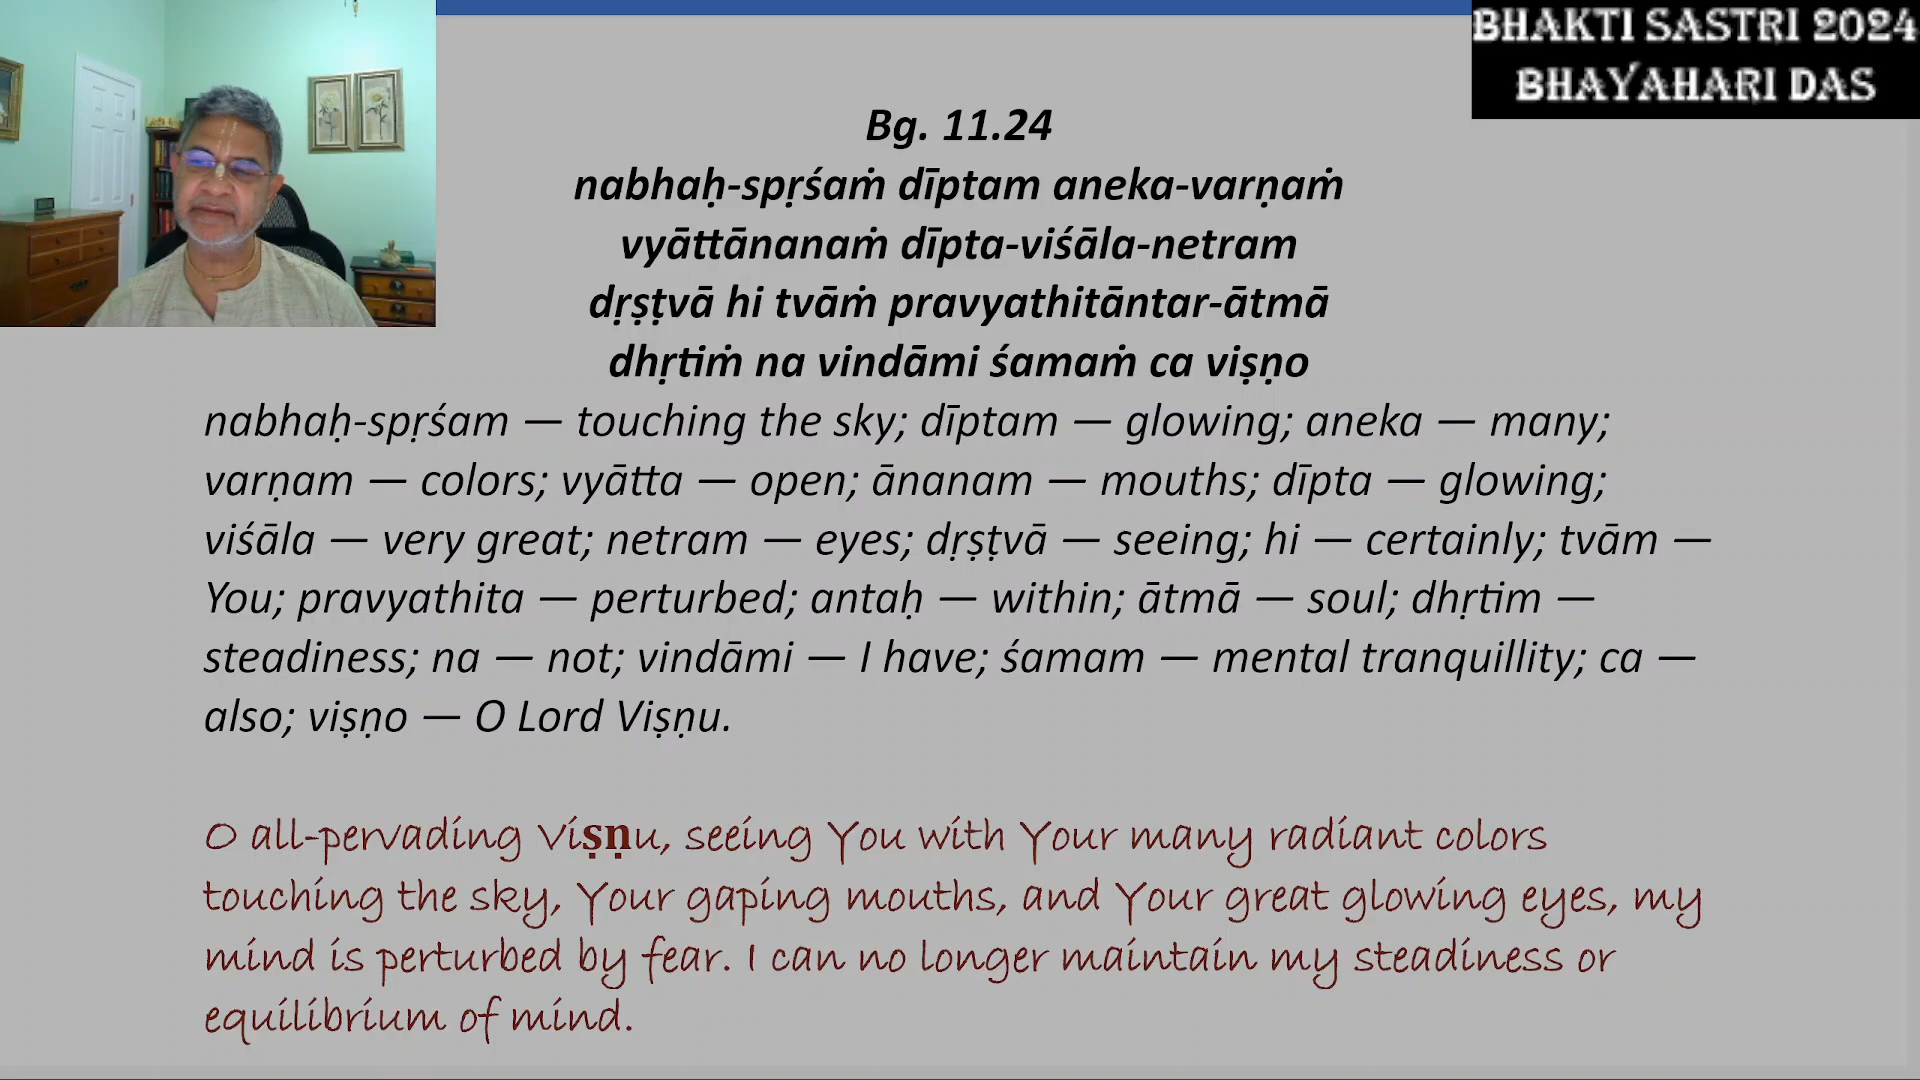 BHAKTI SASTRI 2024
BHAYAHARI DAS
Bg. 11.24
nabhaḥ-spṛśaṁ dīptam aneka-varṇaṁ
vyāttānanaṁ dīpta-viśāla-netram
dṛṣṭvā hi tvāṁ pravyathitāntar-ātmā
dhṛtiṁ na vindāmi śamaṁ ca viṣṇo
nabhaḥ-spṛśam — touching the sky; dīptam — glowing; aneka — many;
varṇam — colors; vyātta — open; ānanam — mouths; dīpta — glowing;
viśāla — very great; netram — eyes; dṛṣṭvā — seeing; hi — certainly; tvām —
You; pravyathita — perturbed; antaḥ — within; ātmā — soul; dhṛtim —
steadiness; na — not; vindāmi — I have; śamam — mental tranquillity; ca —
also; viṣṇo — O Lord Viṣṇu.
O all-pervading Viṣṇu, seeing You with Your many radiant colors
touching the sky, Your gaping mouths, and Your great glowing eyes, my
mind is perturbed by fear. I can no longer maintain my steadiness or
equilibrium of mind.